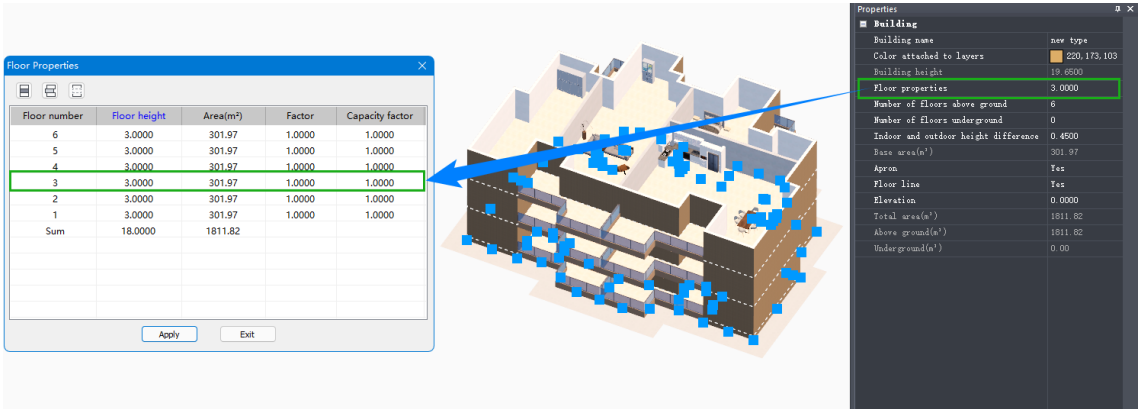 Floor Properties
Floor number Floor height Area(m²) Factor Capacity factor
6 3.0000 301.97 1.0000 1.0000
5 3.0000 301.97 1.0000 1.0000
4 3.0000 301.97 1.0000 1.0000
3 3.0000 301.97 1.0000 1.0000
2 3.0000 301.97 1.0000 1.0000
1 3.0000 301.97 1.0000 1.0000
Sum 18.0000 1811.82
Apply Exit
Properties
Building
Building name new type
Color attached to layers 220,173,103
Building height 19.6500
Floor properties 3.0000
Number of floors above ground 6
Number of floors underground 0
Indoor and outdoor height difference 0.4500
Base area(m²) 301.97
Apron Yes
Floor line Yes
Elevation 0.0000
Total area(m²) 1811.82
Above ground(m²) 1811.82
Underground(m²) 0.00